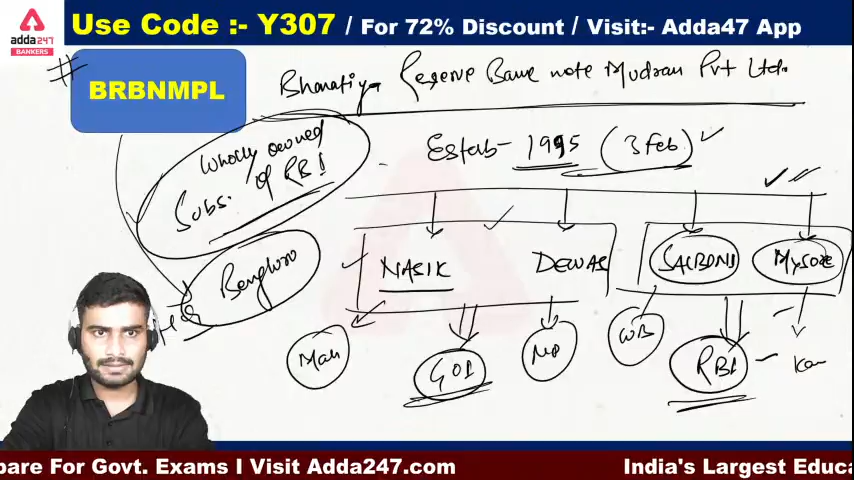 adda247
BANKERS
Use Code :- Y307 / For 72% Discount / Visit:- Adda47 App
#
BRBNMPL
Bharatiya Reserve Bank note Mudran Pvt Ltd.
Wholly owned
Subs. of RBI
Estab- 1995 (3 Feb)
Bengluru
NASIK
DEWAS
SALBONI
Mysore
Mah
GOI
MP
WB
RBI
Kar
pare For Govt. Exams I Visit Adda247.com
India's Largest Educa